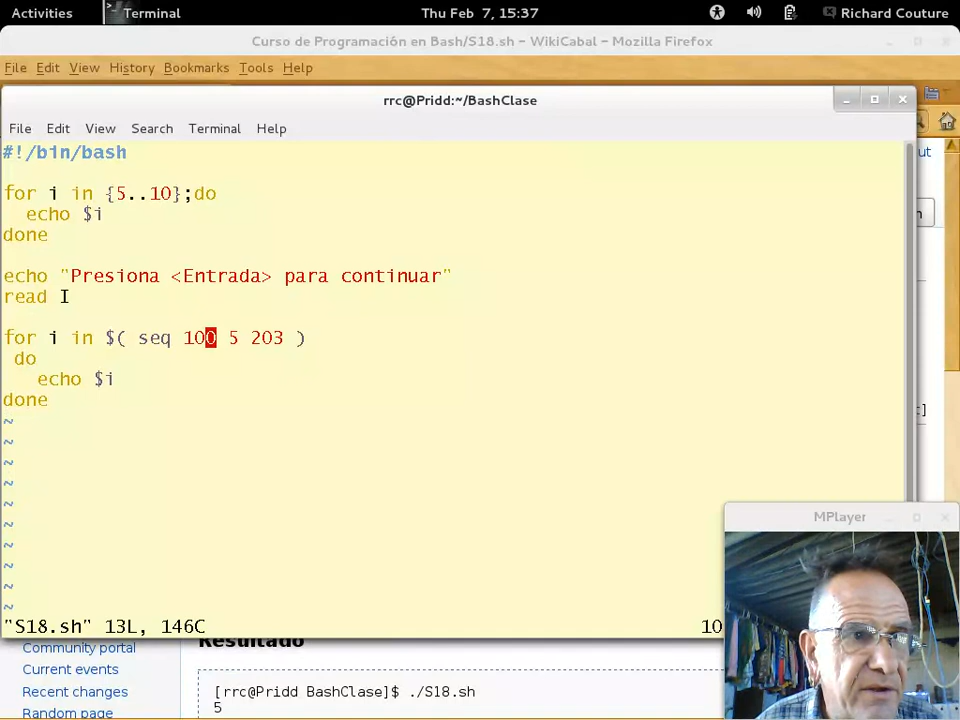 Activities Terminal Thu Feb 7, 15:37 Richard Couture
Curso de Programación en Bash/S18.sh – WikiCabal – Mozilla Firefox
File Edit View History Bookmarks Tools Help
rrc@Pridd:~/BashClase
File Edit View Search Terminal Help
#!/bin/bash
for i in {5..10};do
echo $i
done
echo "Presiona <Entrada> para continuar"
read I
for i in $( seq 100 5 203 )
do
echo $i
done
~
~
~
~
~
~
~
~
~
~
"S18.sh" 13L, 146C 10
MPlayer
Community portal
Current events
Recent changes
Random page
Resultado
[rrc@Pridd BashClase]$ ./S18.sh
5